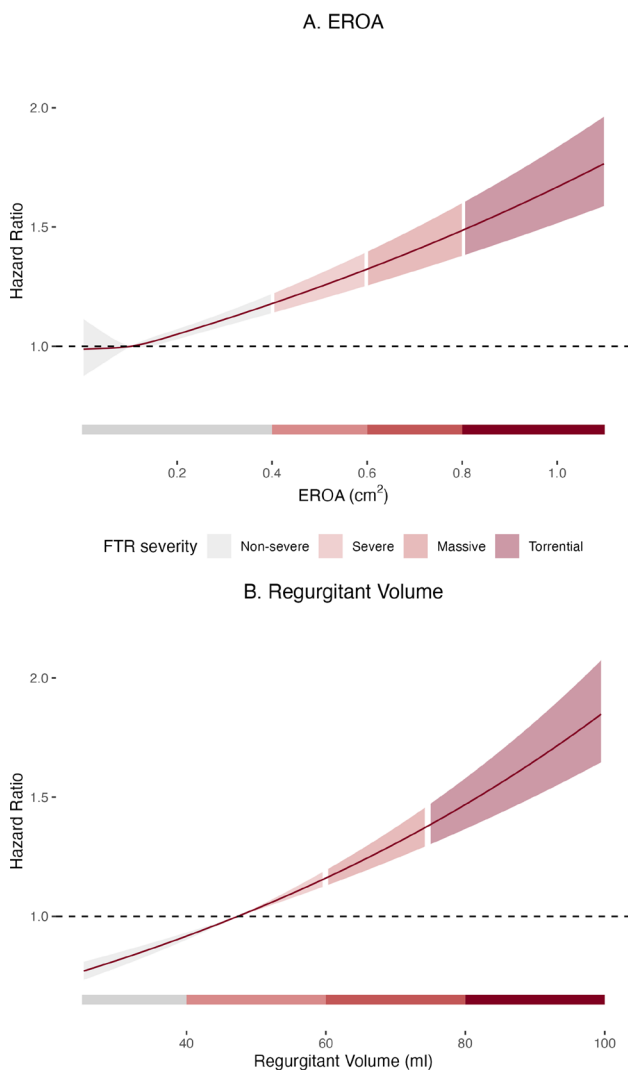 A. EROA
2.0
1.5
1.0
Hazard Ratio
0.2 0.4 0.6 0.8 1.0
EROA (cm²)
FTR severity Non-severe Severe Massive Torrential
B. Regurgitant Volume
2.0
1.5
1.0
Hazard Ratio
40 60 80 100
Regurgitant Volume (ml)